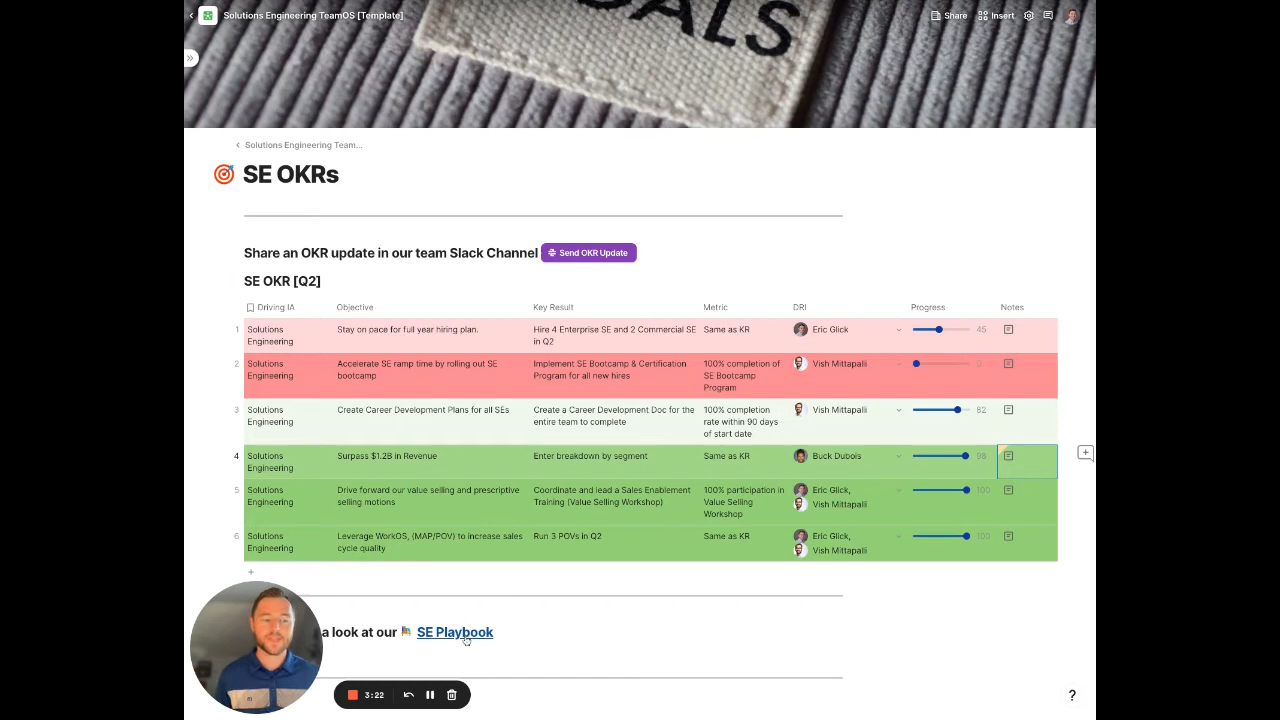 Solutions Engineering TeamOS [Template]
Share
Insert
ALS
Solutions Engineering Team...
SE OKRs
Share an OKR update in our team Slack Channel
Send OKR Update
SE OKR [Q2]
Driving IA Objective Key Result Metric DRI Progress Notes
1 Solutions Engineering Stay on pace for full year hiring plan. Hire 4 Enterprise SE and 2 Commercial SE in Q2 Same as KR Eric Glick 45
2 Solutions Engineering Accelerate SE ramp time by rolling out SE bootcamp Implement SE Bootcamp & Certification Program for all new hires 100% completion of SE Bootcamp Program Vish Mittapalli 0
3 Solutions Engineering Create Career Development Plans for all SEs Create a Career Development Doc for the entire team to complete 100% completion rate within 90 days of start date Vish Mittapalli 82
4 Solutions Engineering Surpass $1.2B in Revenue Enter breakdown by segment Same as KR Buck Dubois 98
5 Solutions Engineering Drive forward our value selling and prescriptive selling motions Coordinate and lead a Sales Enablement Training (Value Selling Workshop) 100% participation in Value Selling Workshop Eric Glick, Vish Mittapalli 100
6 Solutions Engineering Leverage WorkOS, (MAP/POV) to increase sales cycle quality Run 3 POVs in Q2 Same as KR Eric Glick, Vish Mittapalli 100
a look at our SE Playbook
3:22
?